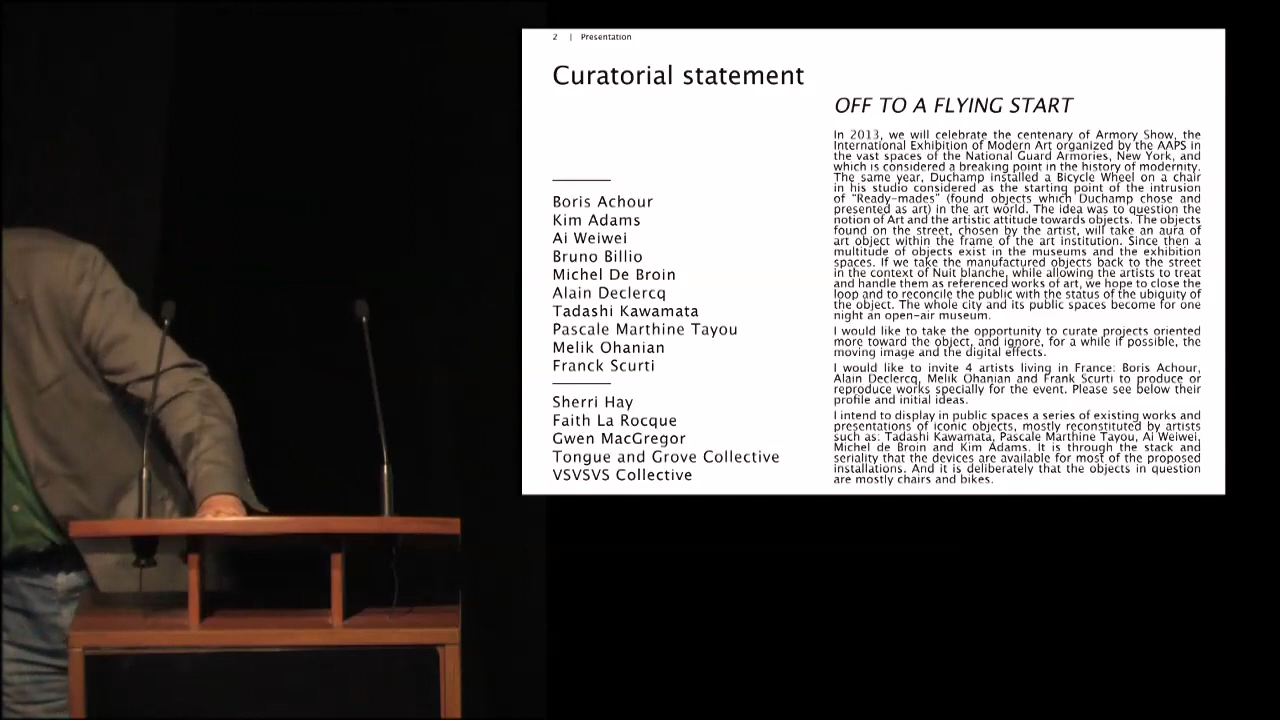 2 | Presentation
Curatorial statement
Boris Achour
Kim Adams
Ai Weiwei
Bruno Billio
Michel De Broin
Alain Declercq
Tadashi Kawamata
Pascale Marthine Tayou
Melik Ohanian
Franck Scurti
Sherri Hay
Faith La Rocque
Gwen MacGregor
Tongue and Grove Collective
VSVSVS Collective
OFF TO A FLYING START
In 2013, we will celebrate the centenary of Armory Show, the
International Exhibition of Modern Art organized by the AAPS in
the vast spaces of the National Guard Armories, New York, and
which is considered a breaking point in the history of modernity.
The same year, Duchamp installed a Bicycle Wheel on a chair
in his studio considered as the starting point of the intrusion
of "Ready-mades" (found objects which Duchamp chose and
presented as art) in the art world. The idea was to question the
notion of Art and the artistic attitude towards objects. The objects
found on the street, chosen by the artist, will take an aura of
art object within the frame of the art institution. Since then a
multitude of objects exist in the museums and the exhibition
spaces. If we take the manufactured objects back to the street
in the context of Nuit blanche, while allowing the artists to treat
and handle them as referenced works of art, we hope to close the
loop and to reconcile the public with the status of the ubiquity of
the object. The whole city and its public spaces become for one
night an open-air museum.
I would like to take the opportunity to curate projects oriented
more toward the object, and ignore, for a while if possible, the
moving image and the digital effects.
I would like to invite 4 artists living in France: Boris Achour,
Alain Declercq, Melik Ohanian and Frank Scurti to produce or
reproduce works specially for the event. Please see below their
profile and initial ideas.
I intend to display in public spaces a series of existing works and
presentations of iconic objects, mostly reconstituted by artists
such as: Tadashi Kawamata, Pascale Marthine Tayou, Ai Weiwei,
Michel de Broin and Kim Adams. It is through the stack and
seriality that the devices are available for most of the proposed
installations. And it is deliberately that the objects in question
are mostly chairs and bikes.